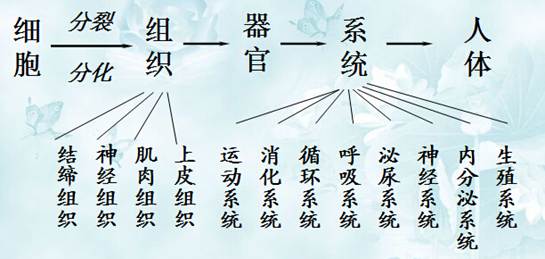 细胞
分裂
分化
组织
器官
系统
人体
结缔组织
神经组织
肌肉组织
上皮组织
运动系统
消化系统
循环系统
呼吸系统
泌尿系统
神经系统
内分泌系统
生殖系统